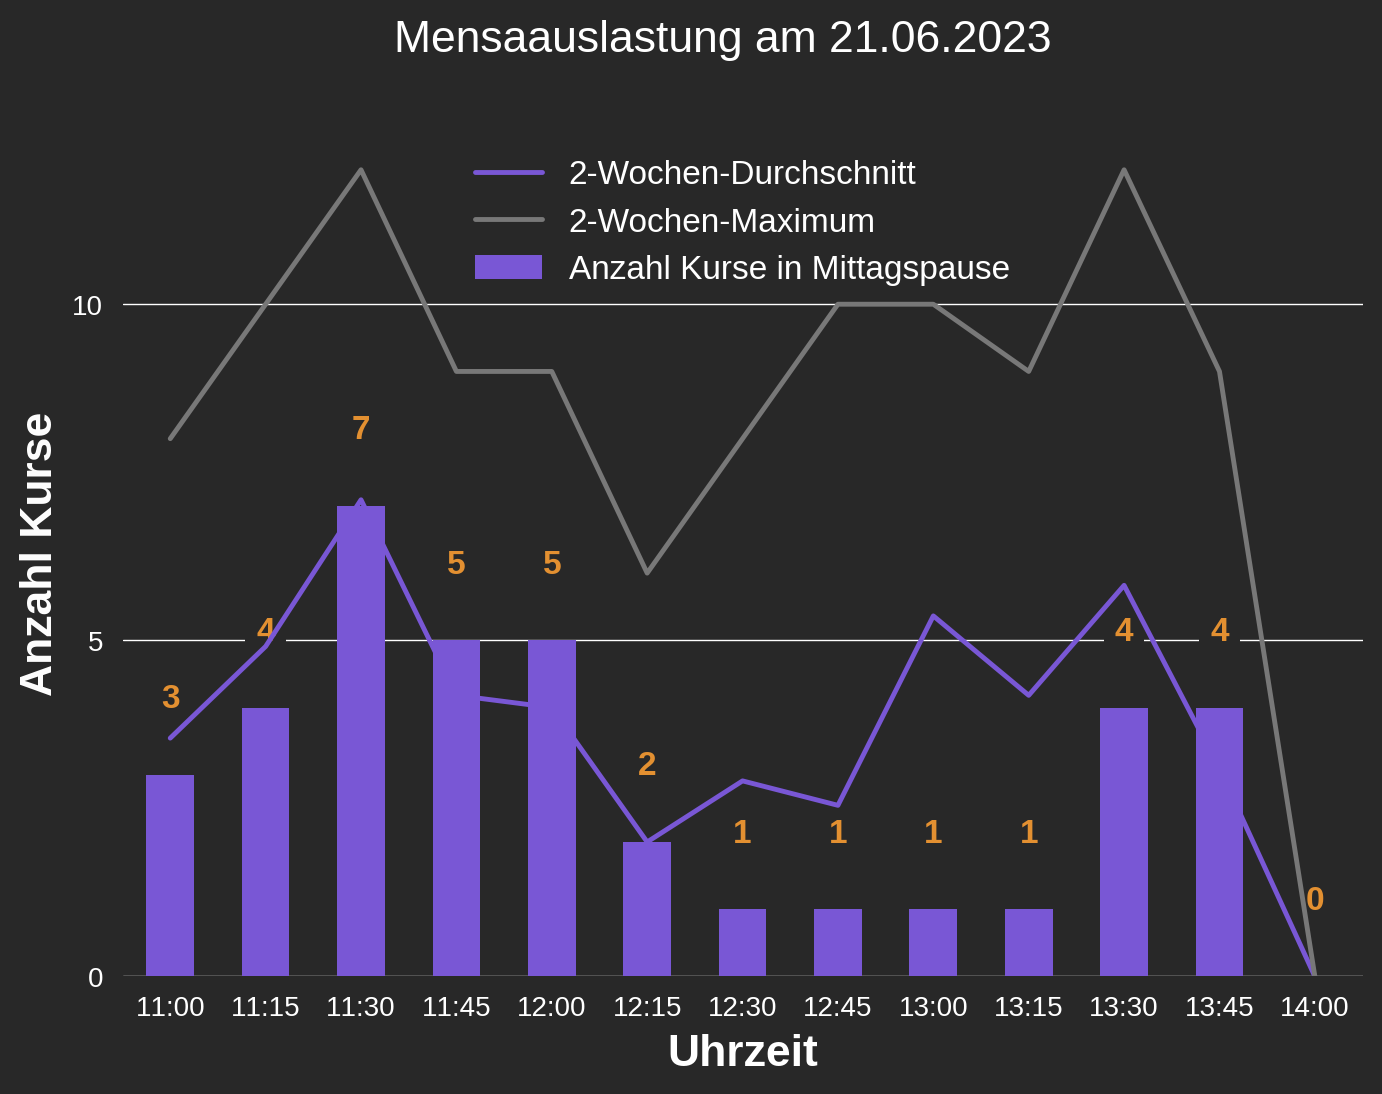 Mensaauslastung am 21.06.2023
2-Wochen-Durchschnitt
2-Wochen-Maximum
Anzahl Kurse in Mittagspause
Anzahl Kurse
10
5
0
3
4
7
5
5
2
1
1
1
1
4
4
0
11:00 11:15 11:30 11:45 12:00 12:15 12:30 12:45 13:00 13:15 13:30 13:45 14:00
Uhrzeit